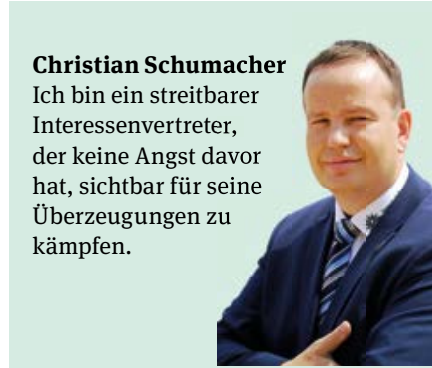 Christian Schumacher
Ich bin ein streitbarer
Interessenvertreter,
der keine Angst davor
hat, sichtbar für seine
Überzeugungen zu
kämpfen.